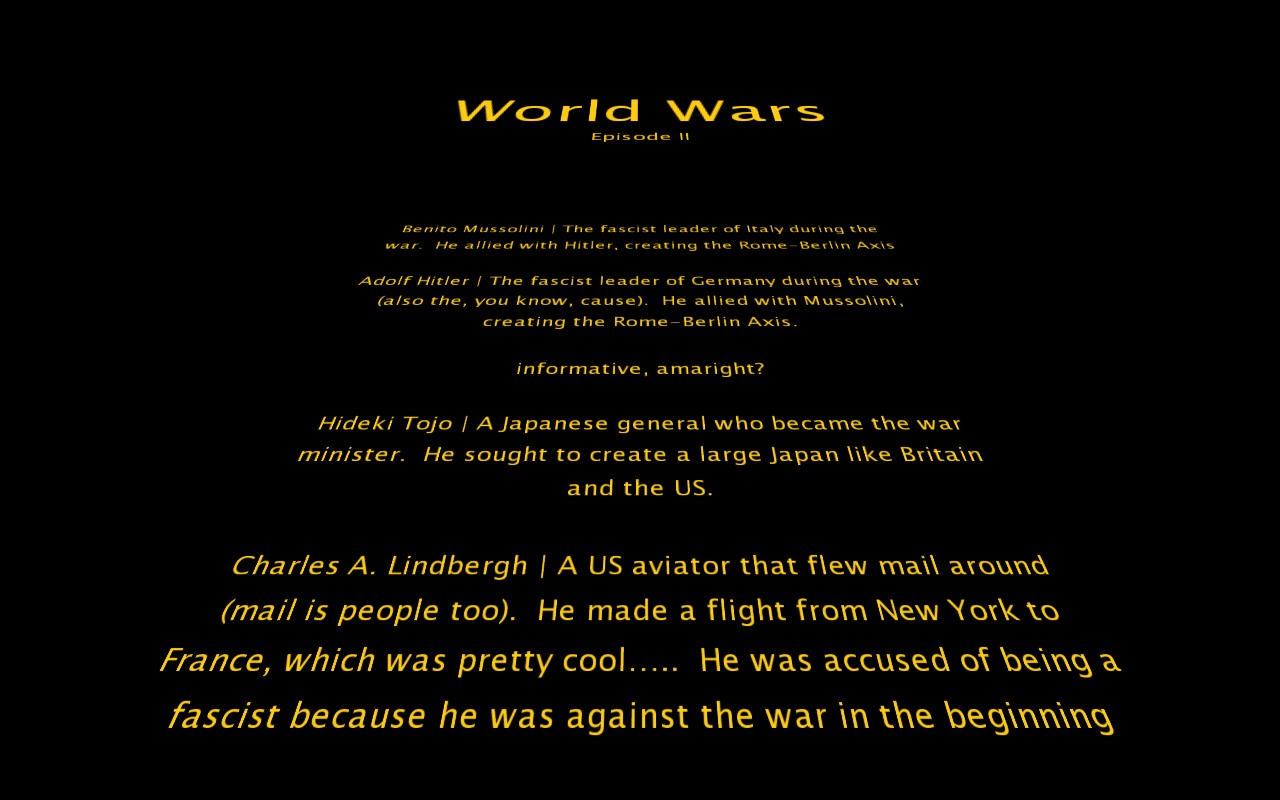 World Wars
Episode II
Benito Mussolini | The fascist leader of Italy during the
war.  He allied with Hitler, creating the Rome-Berlin Axis
Adolf Hitler | The fascist leader of Germany during the war
(also the, you know, cause).  He allied with Mussolini,
creating the Rome-Berlin Axis.
informative, amaright?
Hideki Tojo | A Japanese general who became the war
minister.  He sought to create a large Japan like Britain
and the US.
Charles A. Lindbergh | A US aviator that flew mail around
(mail is people too).  He made a flight from New York to
France, which was pretty cool.....  He was accused of being a
fascist because he was against the war in the beginning